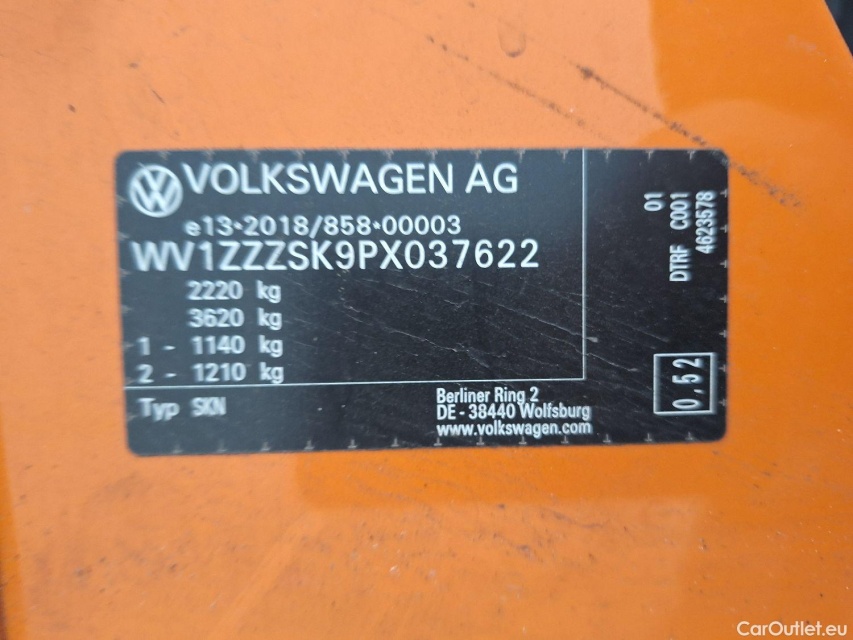 VOLKSWAGEN AG
e13*2018/858*00003
WV1ZZZSK9PX037622
2220 kg
3620 kg
1 - 1140 kg
2 - 1210 kg
Typ SKN
Berliner Ring 2
DE - 38440 Wolfsburg
www.volkswagen.com
01
DTRF C001
4623578
0,52
CarOutlet.eu